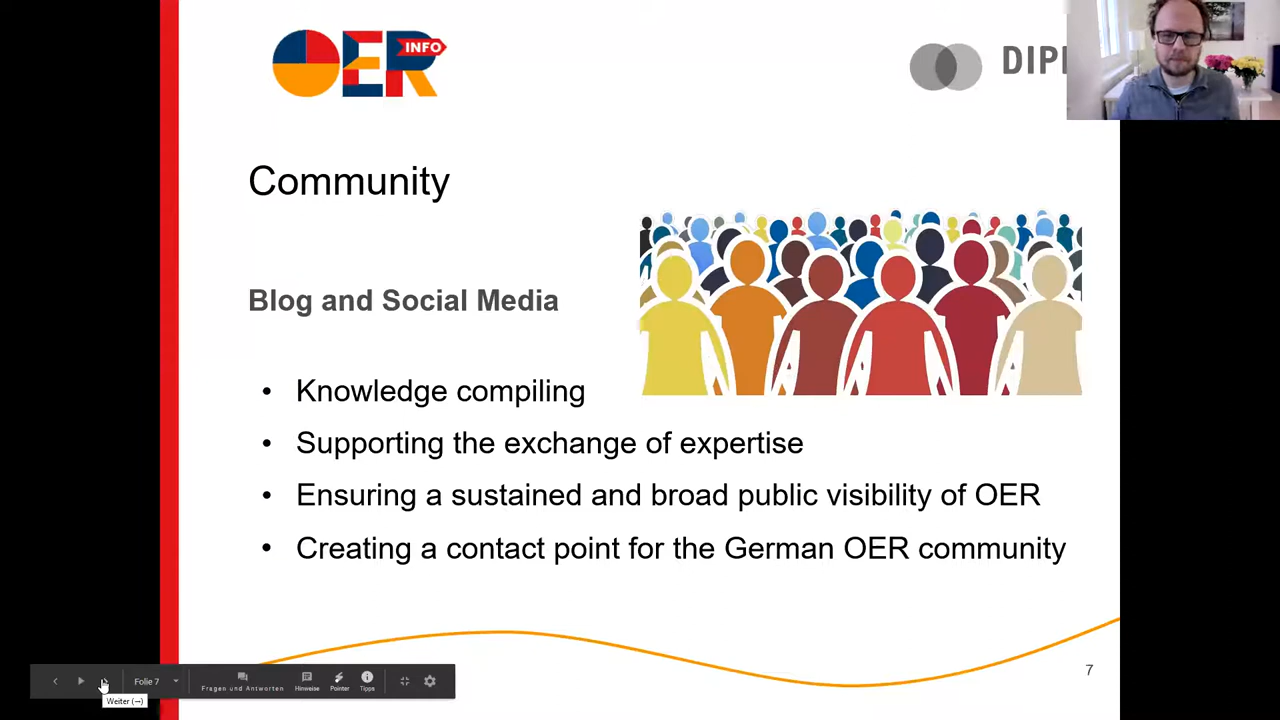 OER INFO
DIPF
Community
Blog and Social Media
• Knowledge compiling
• Supporting the exchange of expertise
• Ensuring a sustained and broad public visibility of OER
• Creating a contact point for the German OER community
7
Folie 7
Fragen und Antworten
Hinweise
Pointer
Tipps
Weiter (→)